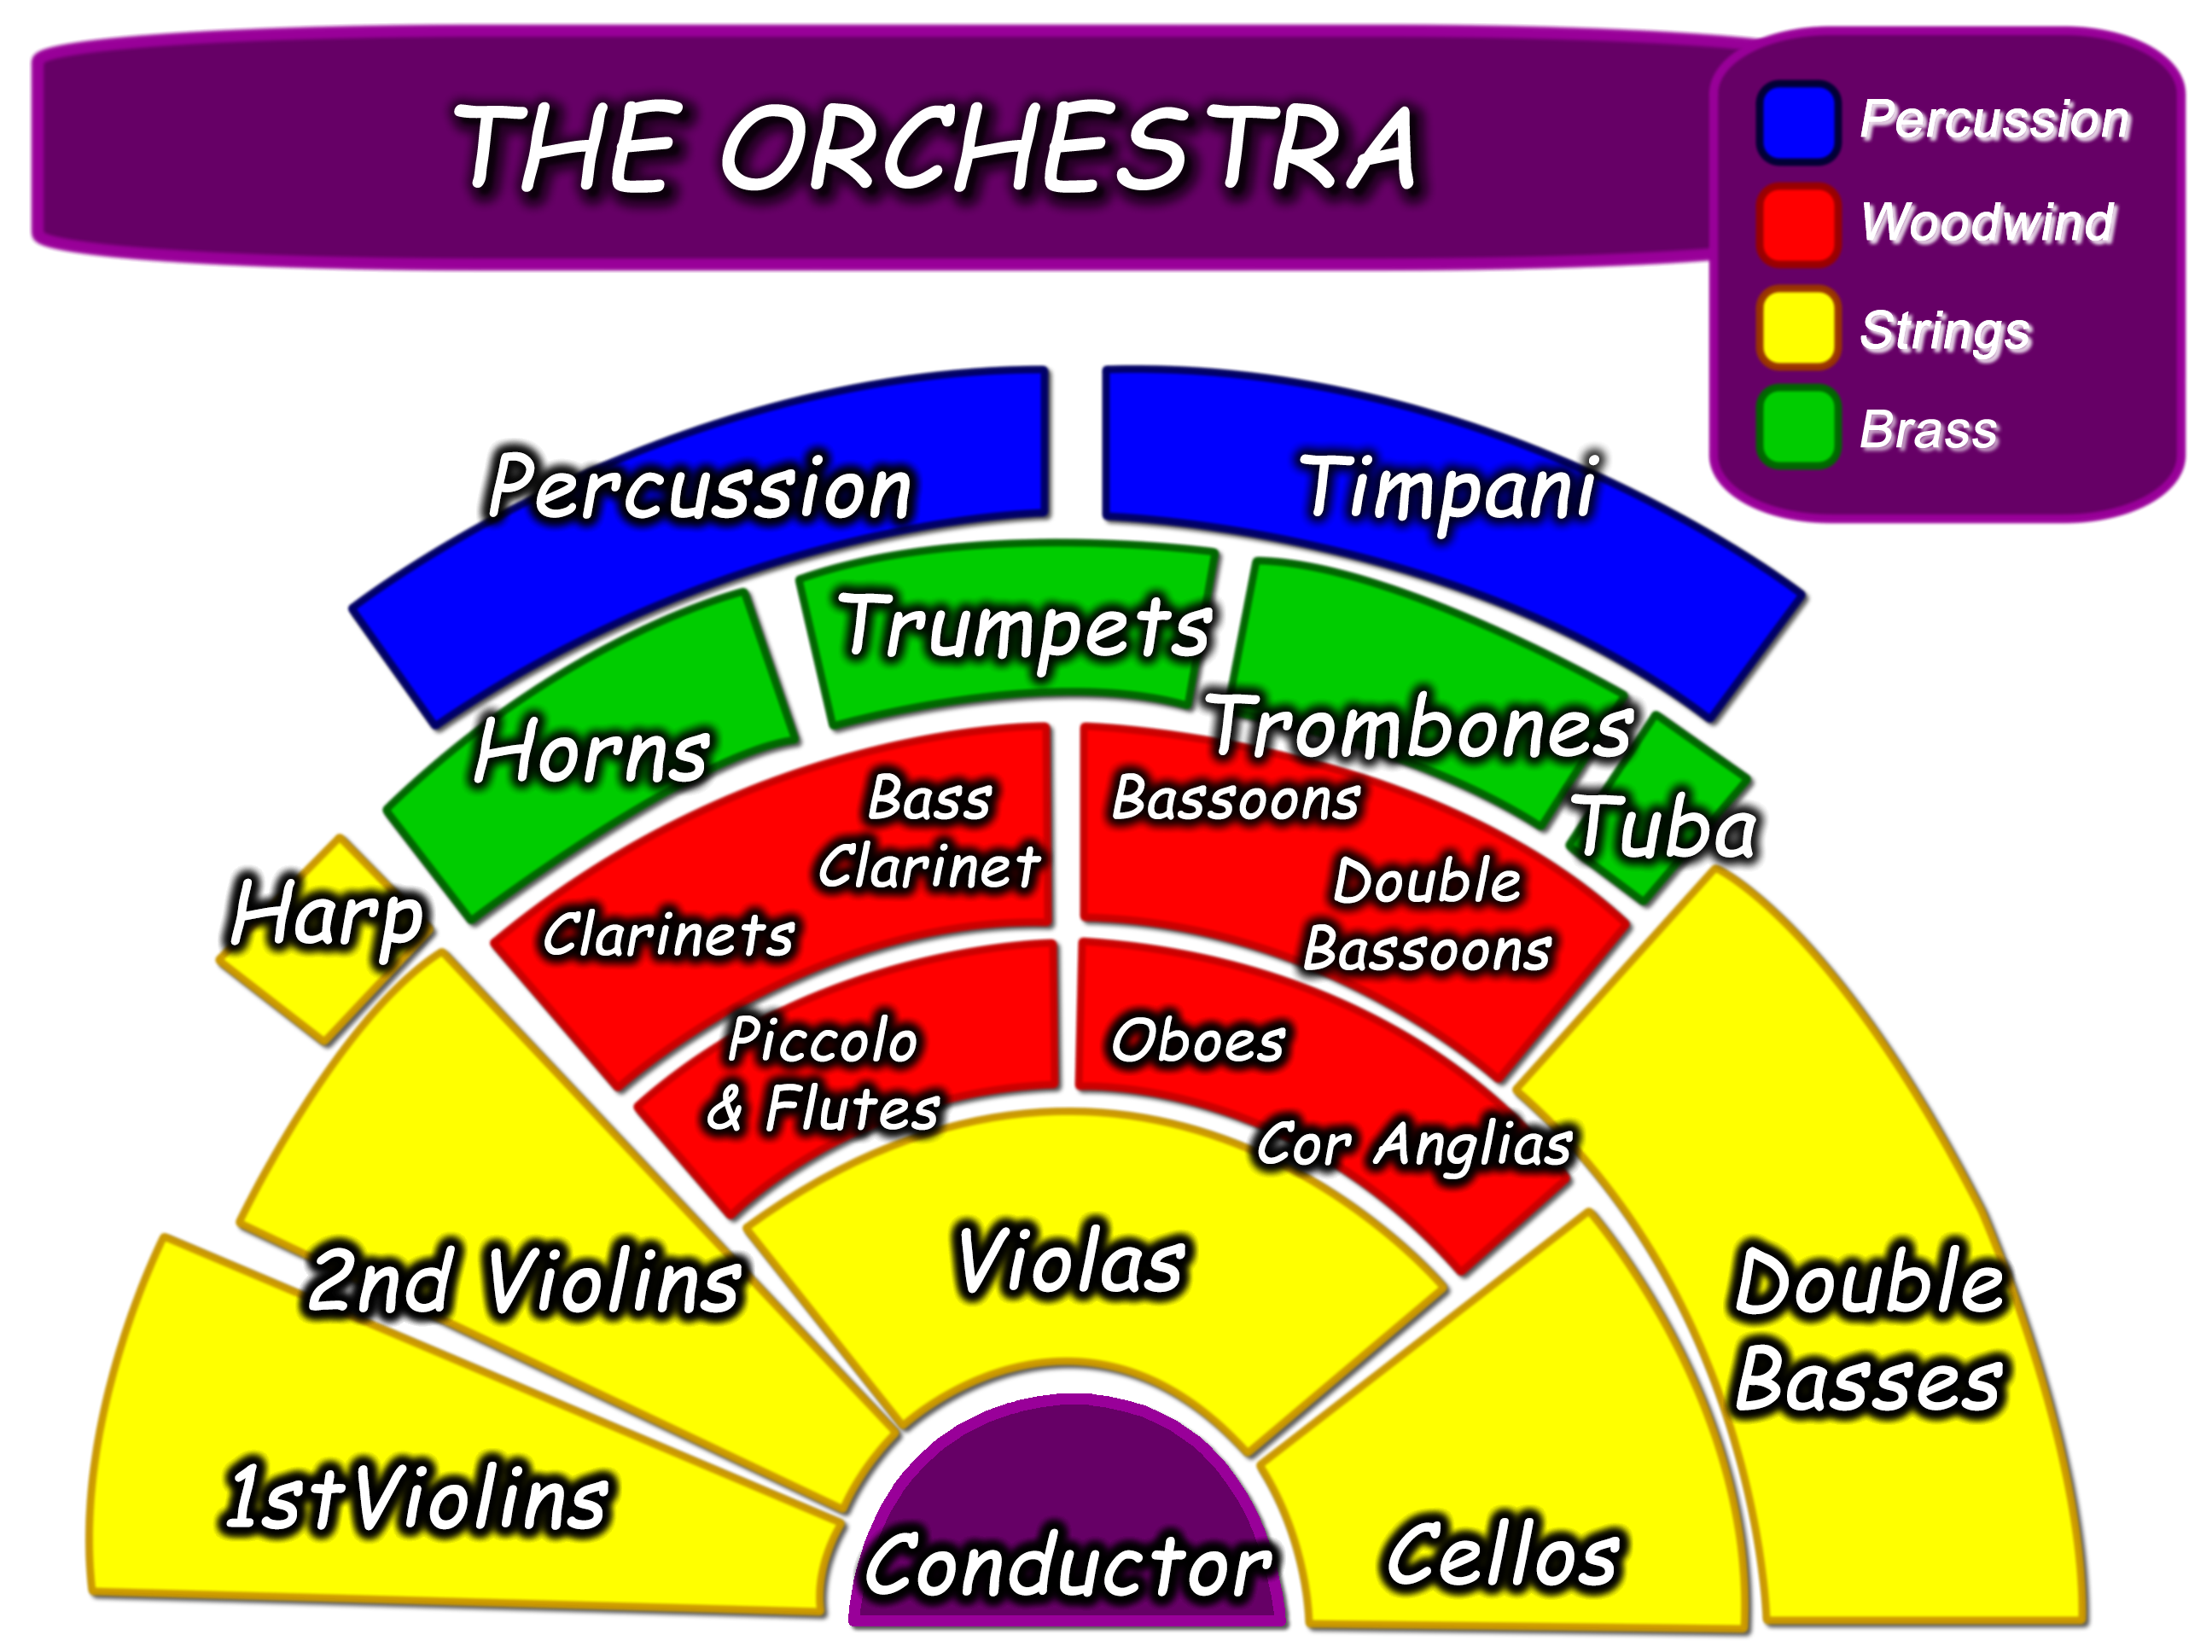 THE ORCHESTRA
Percussion
Woodwind
Strings
Brass
Percussion
Timpani
Trumpets
Horns
Trombones
Tuba
Harp
Bass
Clarinet
Clarinets
Bassoons
Double
Bassoons
Piccolo
& Flutes
Oboes
Cor Anglias
2nd Violins
Violas
Double
Basses
1stViolins
Conductor
Cellos